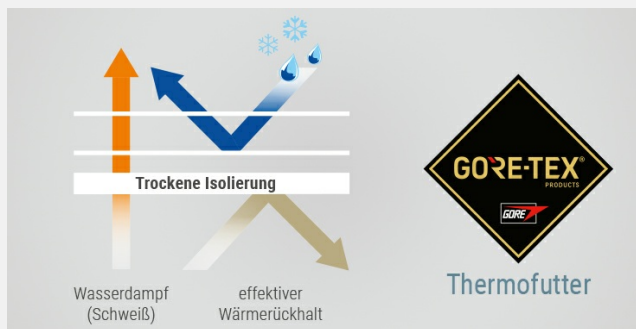 Trockene Isolierung
Wasserdampf
(Schweiß)
effektiver
Wärmerückhalt
GORE-TEX®
PRODUCTS
GORE
Thermofutter